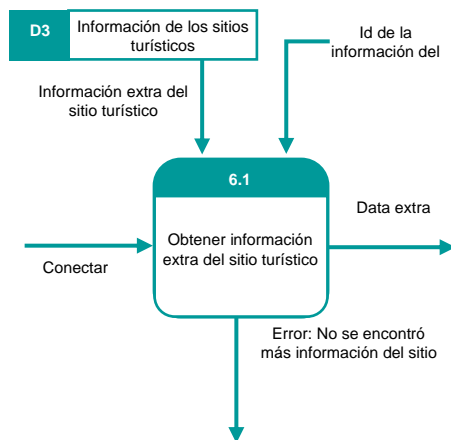 D3
Información de los sitios
turísticos
Id de la
información del
Información extra del
sitio turístico
6.1
Obtener información
extra del sitio turístico
Data extra
Conectar
Error: No se encontró
más información del sitio